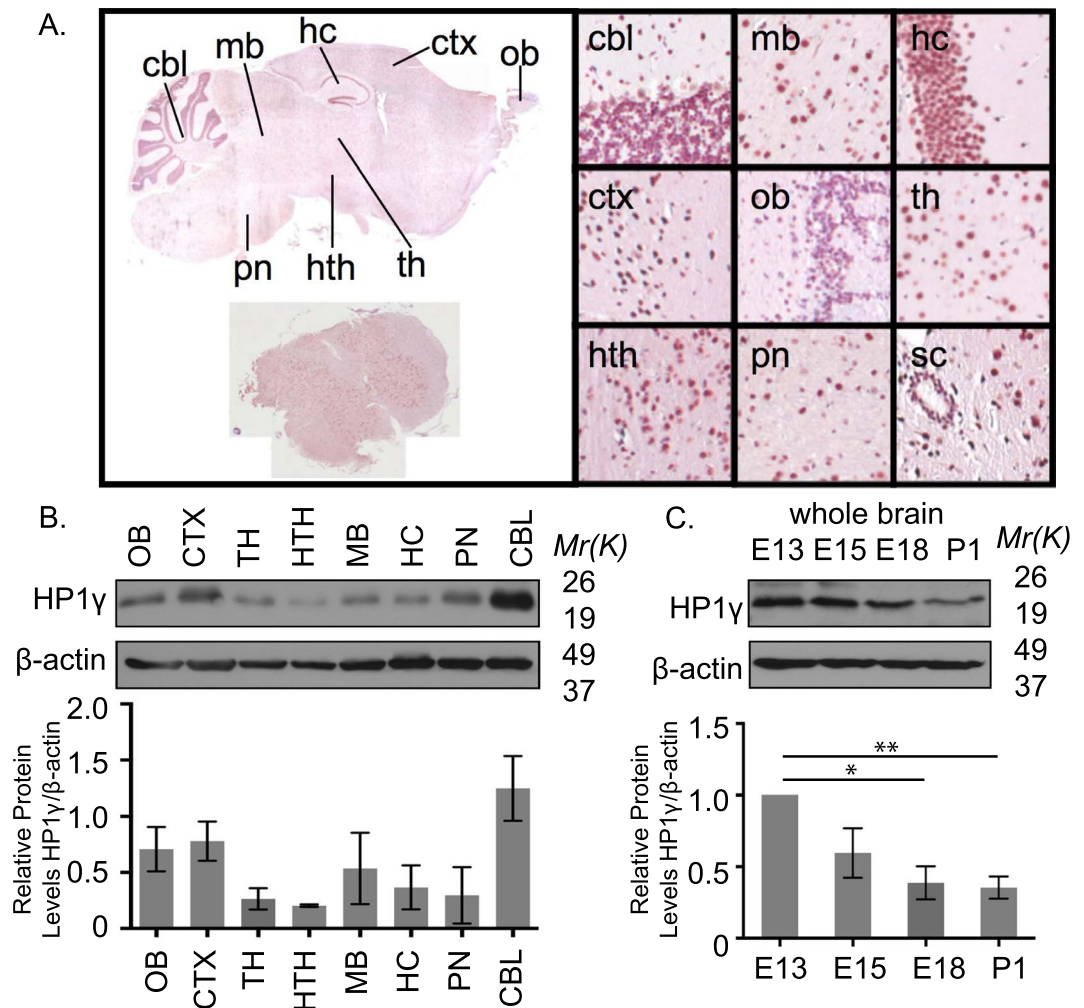 A.
cbl
mb
hc
ctx
ob
pn
hth
th
cbl
mb
hc
ctx
ob
th
hth
pn
sc
B.
OB CTX TH HTH MB HC PN CBL
Mr(K)
HP1γ
26
19
β-actin
49
37
Relative Protein
Levels HP1γ/β-actin
2.0
1.5
1.0
0.5
0
OB CTX TH HTH MB HC PN CBL
C.
whole brain
E13 E15 E18 P1
Mr(K)
HP1γ
26
19
β-actin
49
37
Relative Protein
Levels HP1γ/β-actin
1.5
1.0
0.5
0
**
*
E13 E15 E18 P1